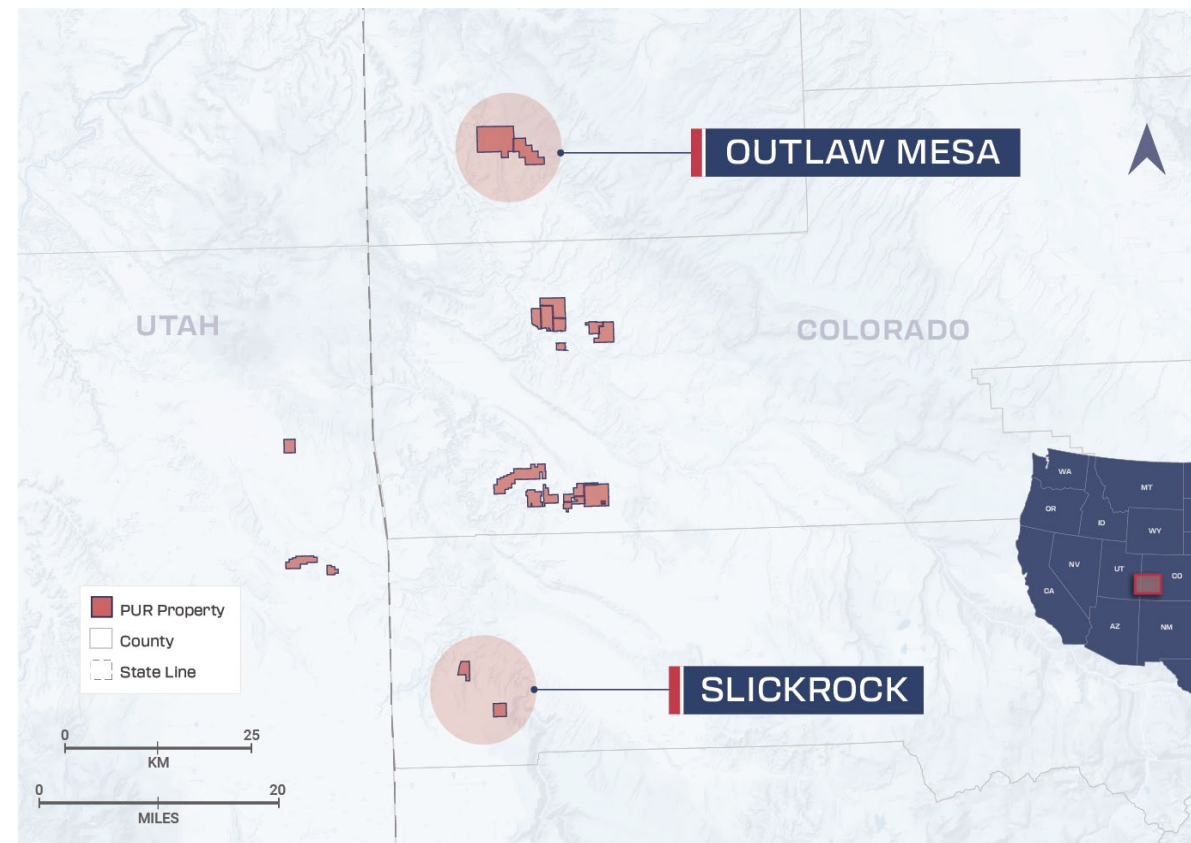 OUTLAW MESA
UTAH
COLORADO
WA
MT
OR
ID
WY
NV
UT
CO
CA
AZ
NM
PUR Property
County
State Line
SLICKROCK
0 25
KM
0 20
MILES